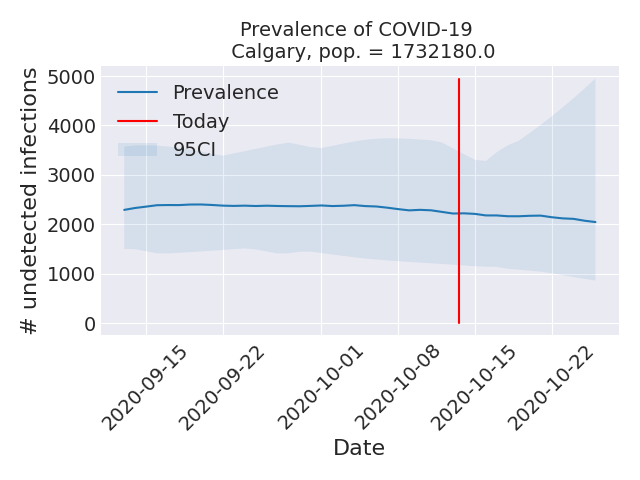 Prevalence of COVID-19
Calgary, pop. = 1732180.0
# undetected infections
5000
4000
3000
2000
1000
0
Prevalence
Today
95CI
2020-09-15
2020-09-22
2020-10-01
2020-10-08
2020-10-15
2020-10-22
Date